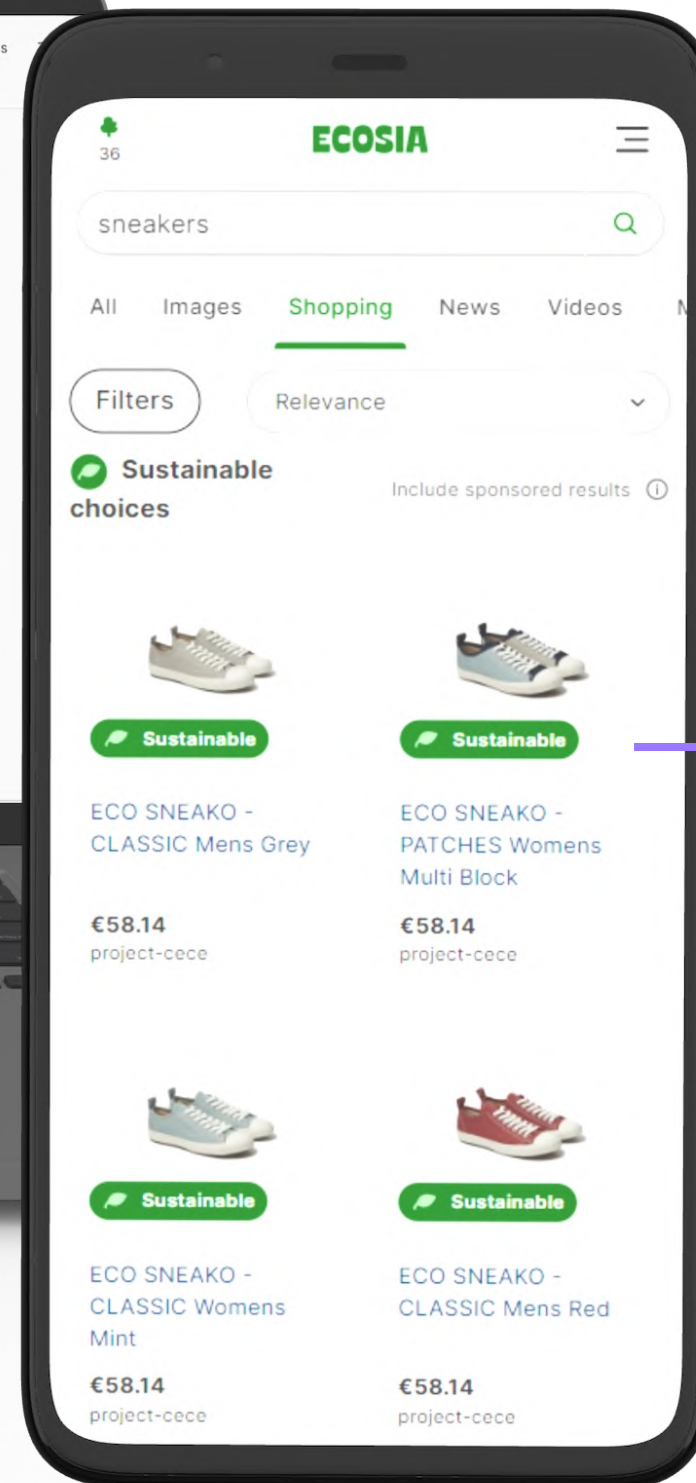 s
36
ECOSIA
sneakers
All Images Shopping News Videos
Filters
Relevance
Sustainable
choices
Include sponsored results
Sustainable
Sustainable
ECO SNEAKO -
CLASSIC Mens Grey
€58.14
project-cece
ECO SNEAKO -
PATCHES Womens
Multi Block
€58.14
project-cece
Sustainable
Sustainable
ECO SNEAKO -
CLASSIC Womens
Mint
€58.14
project-cece
ECO SNEAKO -
CLASSIC Mens Red
€58.14
project-cece